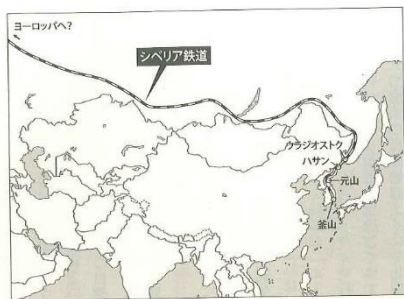 ヨーロッパへ?
シベリア鉄道
ウラジオストク
ハサン
元山
釜山